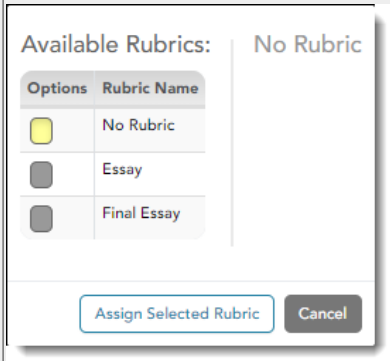 Available Rubrics:
No Rubric
Options Rubric Name
No Rubric
Essay
Final Essay
Assign Selected Rubric
Cancel